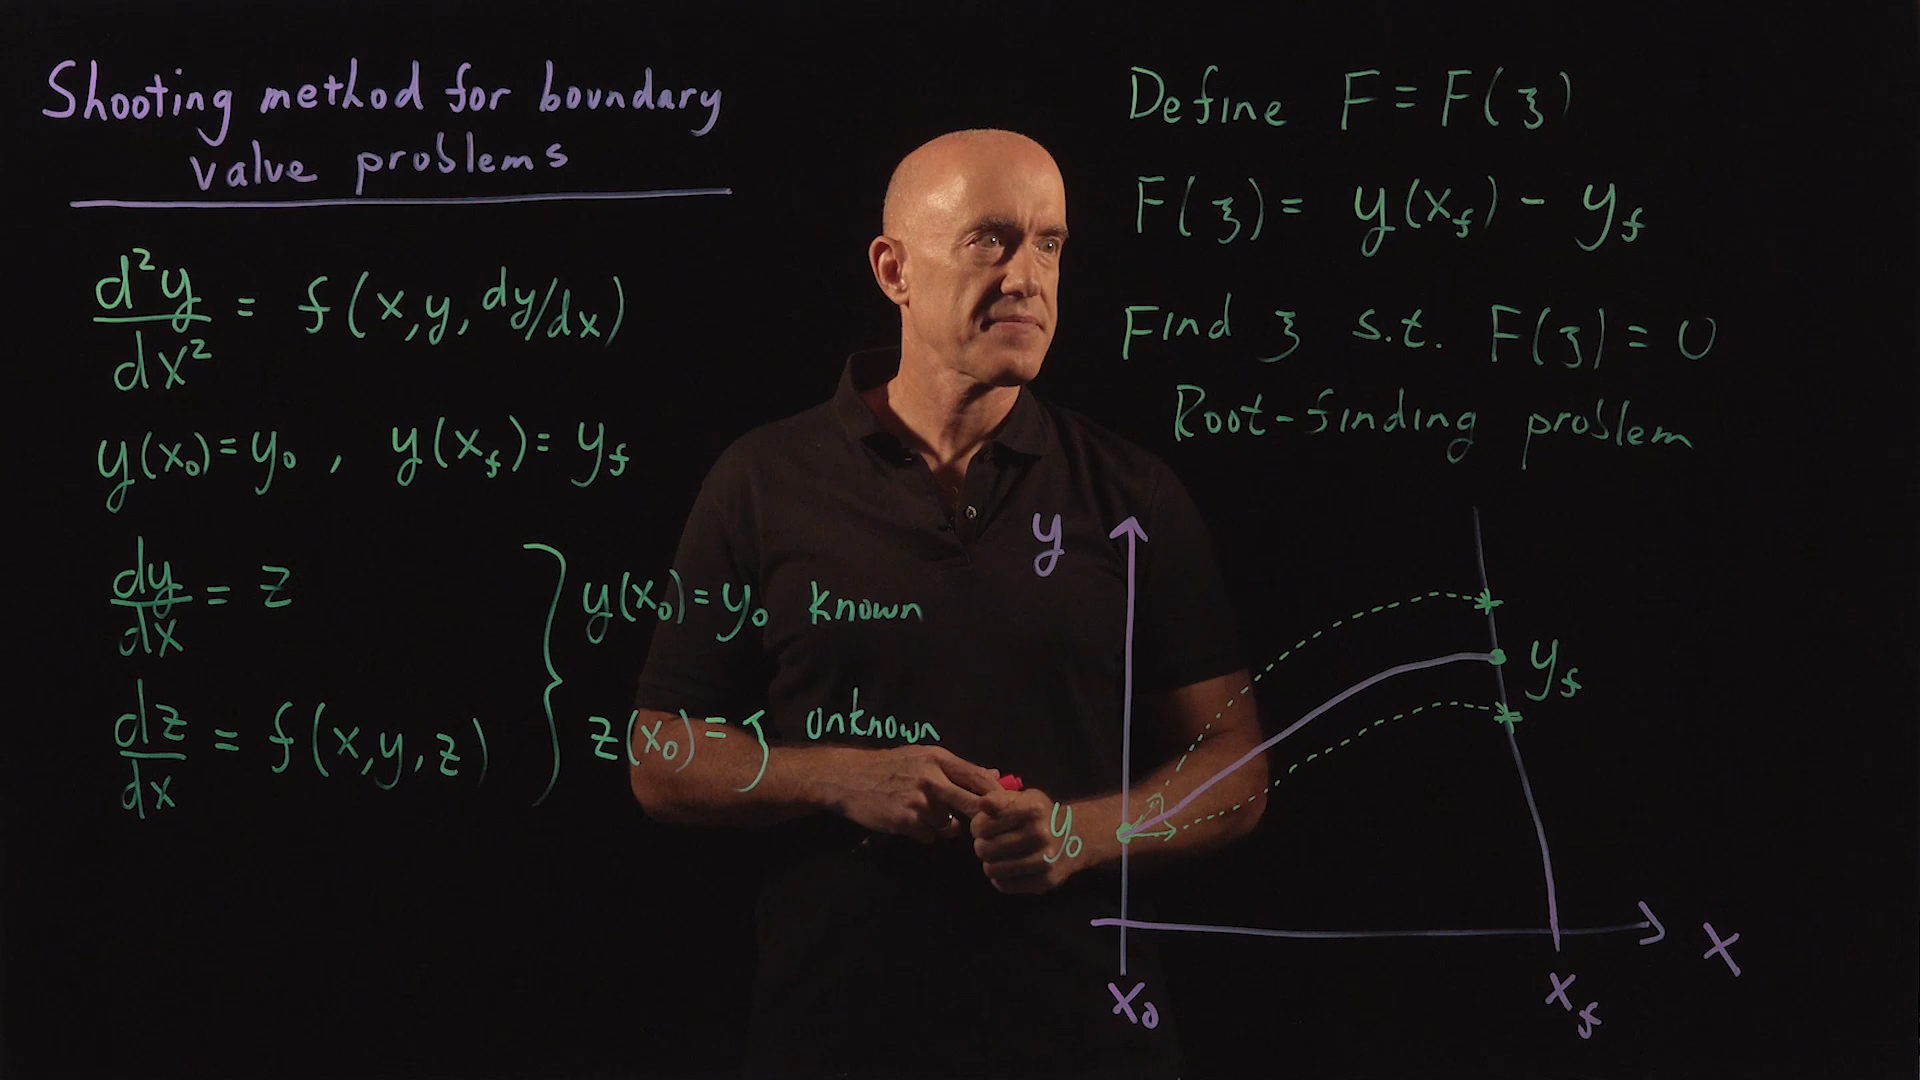 Shooting method for boundary
value problems
d²y/dx² = f(x,y,dy/dx)
y(x₀)=y₀, y(x_f)=y_f
dy/dx = z
y(x₀)=y₀ known
dz/dx = f(x,y,z)
z(x₀)=ζ unknown
Define F=F(ζ)
F(ζ)= y(x_f)-y_f
Find ζ s.t. F(ζ)=0
Root-finding problem
y
y_f
y₀
x
x₀
x_f